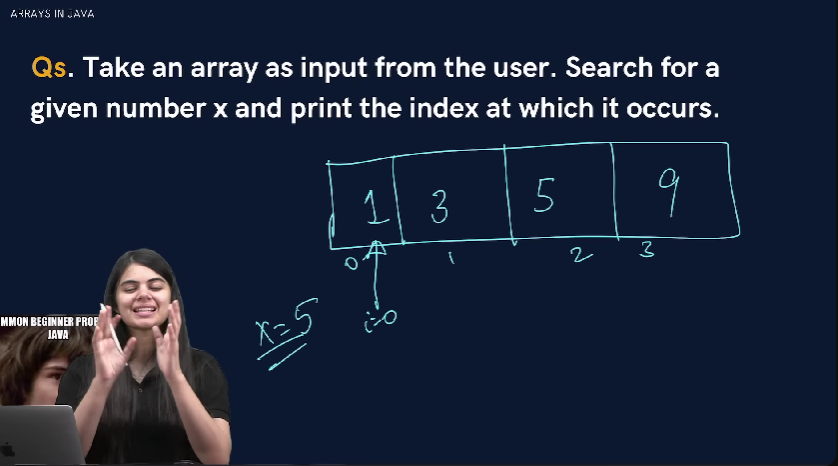 ARRAYS IN JAVA
Qs. Take an array as input from the user. Search for a
given number x and print the index at which it occurs.
1 3 5 9
0 1 2 3
x=5
i=0
MMON BEGINNER PROB
JAVA